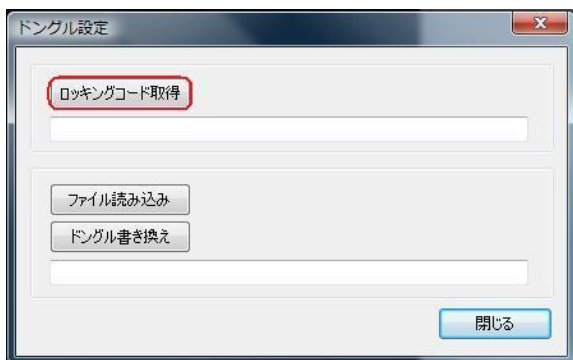 ドングル設定
ロッキングコード取得
ファイル読み込み
ドングル書き換え
閉じる